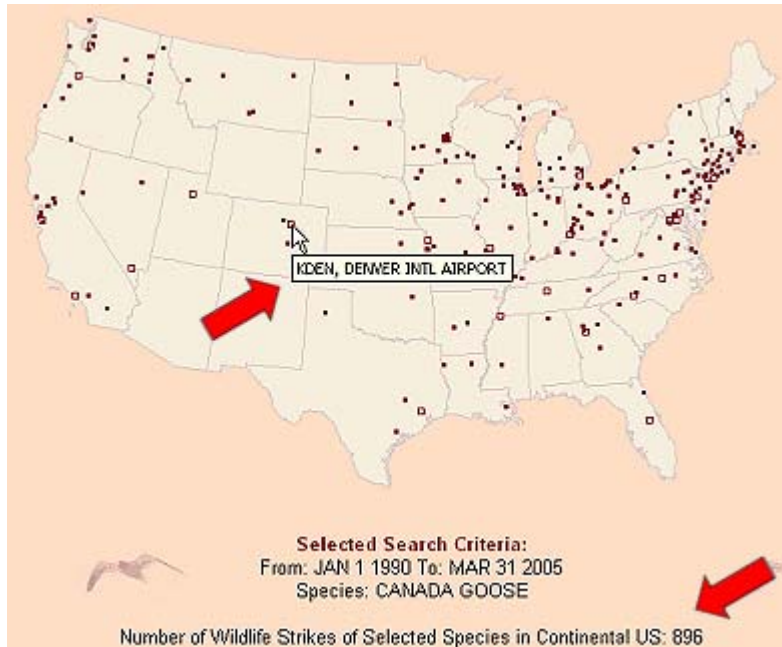 KDEN, DENVER INTL AIRPORT
Selected Search Criteria:
From: JAN 1 1990 To: MAR 31 2005
Species: CANADA GOOSE
Number of Wildlife Strikes of Selected Species in Continental US: 896